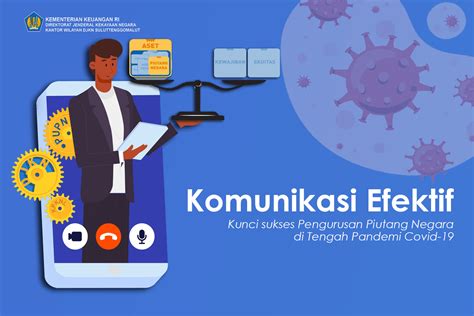 KEMENTERIAN KEUANGAN RI
DIREKTORAT JENDERAL KEKAYAAN NEGARA
KANTOR WILAYAH DJKN SULUTTENGGOMALUT
ASET
PIUTANG NEGARA
KEWAJIBAN
EKUITAS
PUPN
Komunikasi Efektif
Kunci sukses Pengurusan Piutang Negara
di Tengah Pandemi Covid-19